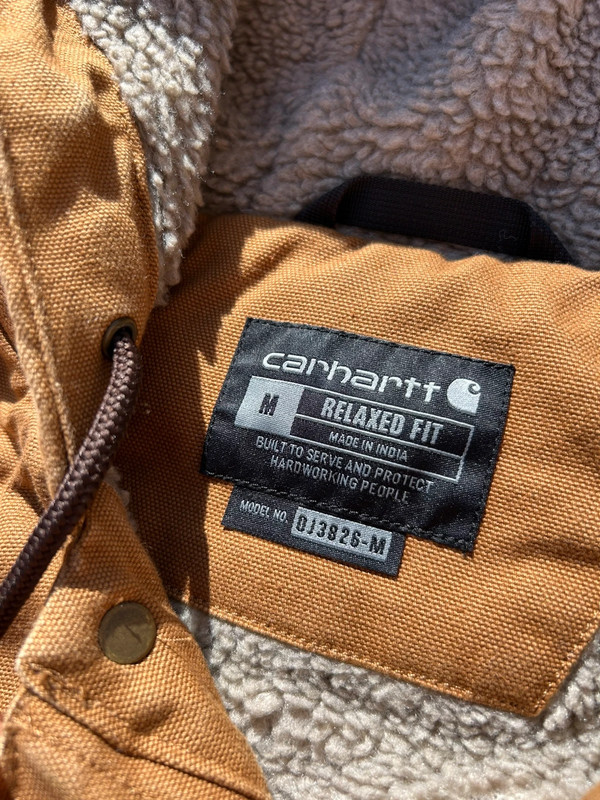 carhartt
M RELAXED FIT
MADE IN INDIA
BUILT TO SERVE AND PROTECT
HARDWORKING PEOPLE
MODEL NO. OJ3826-M